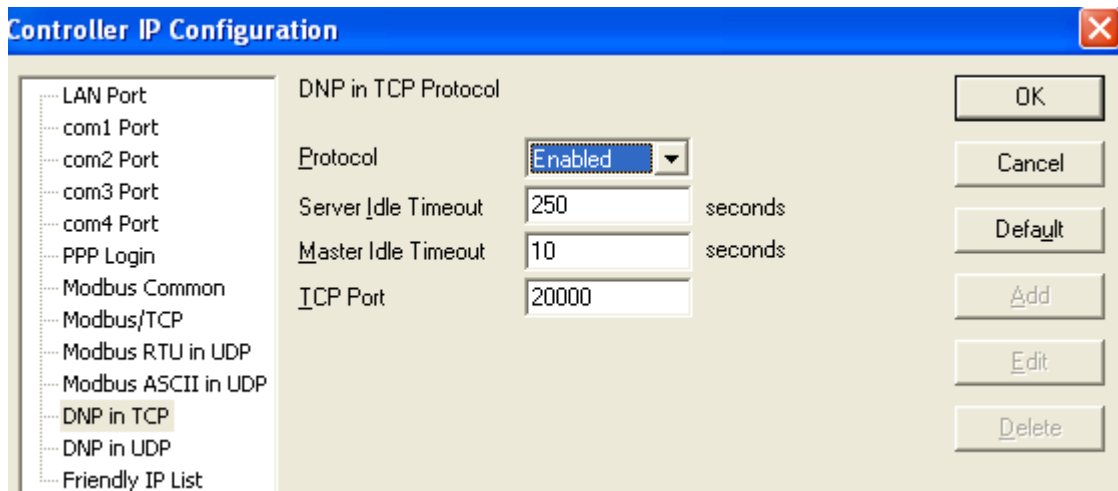 Controller IP Configuration
LAN Port
com1 Port
com2 Port
com3 Port
com4 Port
PPP Login
Modbus Common
Modbus/TCP
Modbus RTU in UDP
Modbus ASCII in UDP
DNP in TCP
DNP in UDP
Friendly IP List
DNP in TCP Protocol
Protocol Enabled
Server Idle Timeout 250 seconds
Master Idle Timeout 10 seconds
TCP Port 20000
OK
Cancel
Default
Add
Edit
Delete